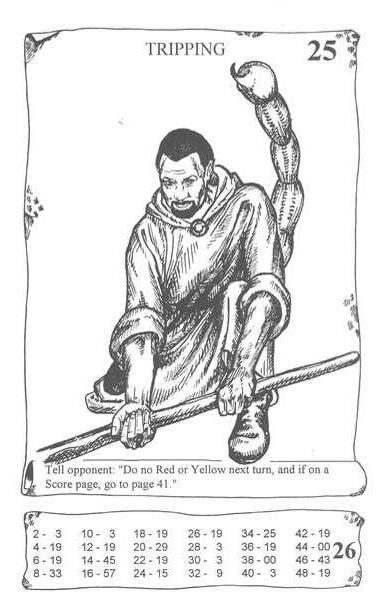 TRIPPING 25
Tell opponent: "Do no Red or Yellow next turn, and if on a
Score page, go to page 41."
2 - 3 10 - 3 18 - 19 26 - 19 34 - 25 42 - 19
4 - 19 12 - 19 20 - 29 28 - 3 36 - 19 44 - 00
6 - 19 14 - 45 22 - 19 30 - 3 38 - 00 46 - 43
8 - 33 16 - 57 24 - 15 32 - 9 40 - 3 48 - 19
26